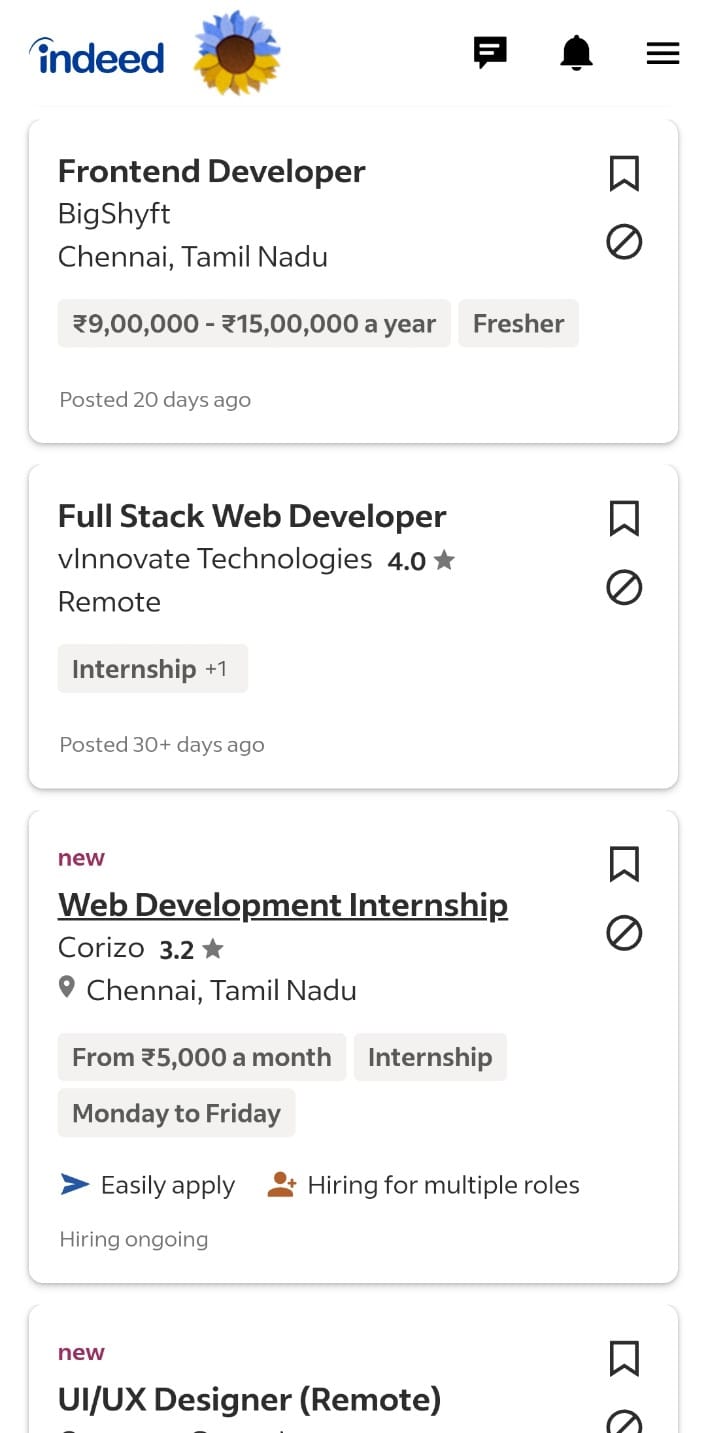 indeed
Frontend Developer
BigShyft
Chennai, Tamil Nadu
₹9,00,000 - ₹15,00,000 a year Fresher
Posted 20 days ago
Full Stack Web Developer
vInnovate Technologies 4.0 ★
Remote
Internship +1
Posted 30+ days ago
new
Web Development Internship
Corizo 3.2 ★
Chennai, Tamil Nadu
From ₹5,000 a month Internship
Monday to Friday
Easily apply Hiring for multiple roles
Hiring ongoing
new
UI/UX Designer (Remote)